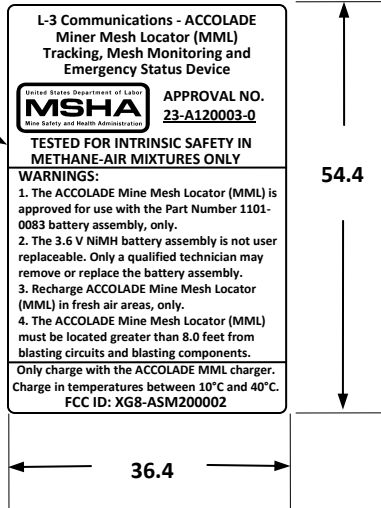 L-3 Communications - ACCOLADE
Miner Mesh Locator (MML)
Tracking, Mesh Monitoring and
Emergency Status Device
United States Department of Labor
MSHA
Mine Safety and Health Administration
APPROVAL NO.
23-A120003-0
TESTED FOR INTRINSIC SAFETY IN
METHANE-AIR MIXTURES ONLY
WARNINGS:
1. The ACCOLADE Mine Mesh Locator (MML) is
approved for use with the Part Number 1101-
0083 battery assembly, only.
2. The 3.6 V NiMH battery assembly is not user
replaceable. Only a qualified technician may
remove or replace the battery assembly.
3. Recharge ACCOLADE Mine Mesh Locator
(MML) in fresh air areas, only.
4. The ACCOLADE Mine Mesh Locator (MML)
must be located greater than 8.0 feet from
blasting circuits and blasting components.
Only charge with the ACCOLADE MML charger.
Charge in temperatures between 10°C and 40°C.
FCC ID: XG8-ASM200002
54.4
36.4